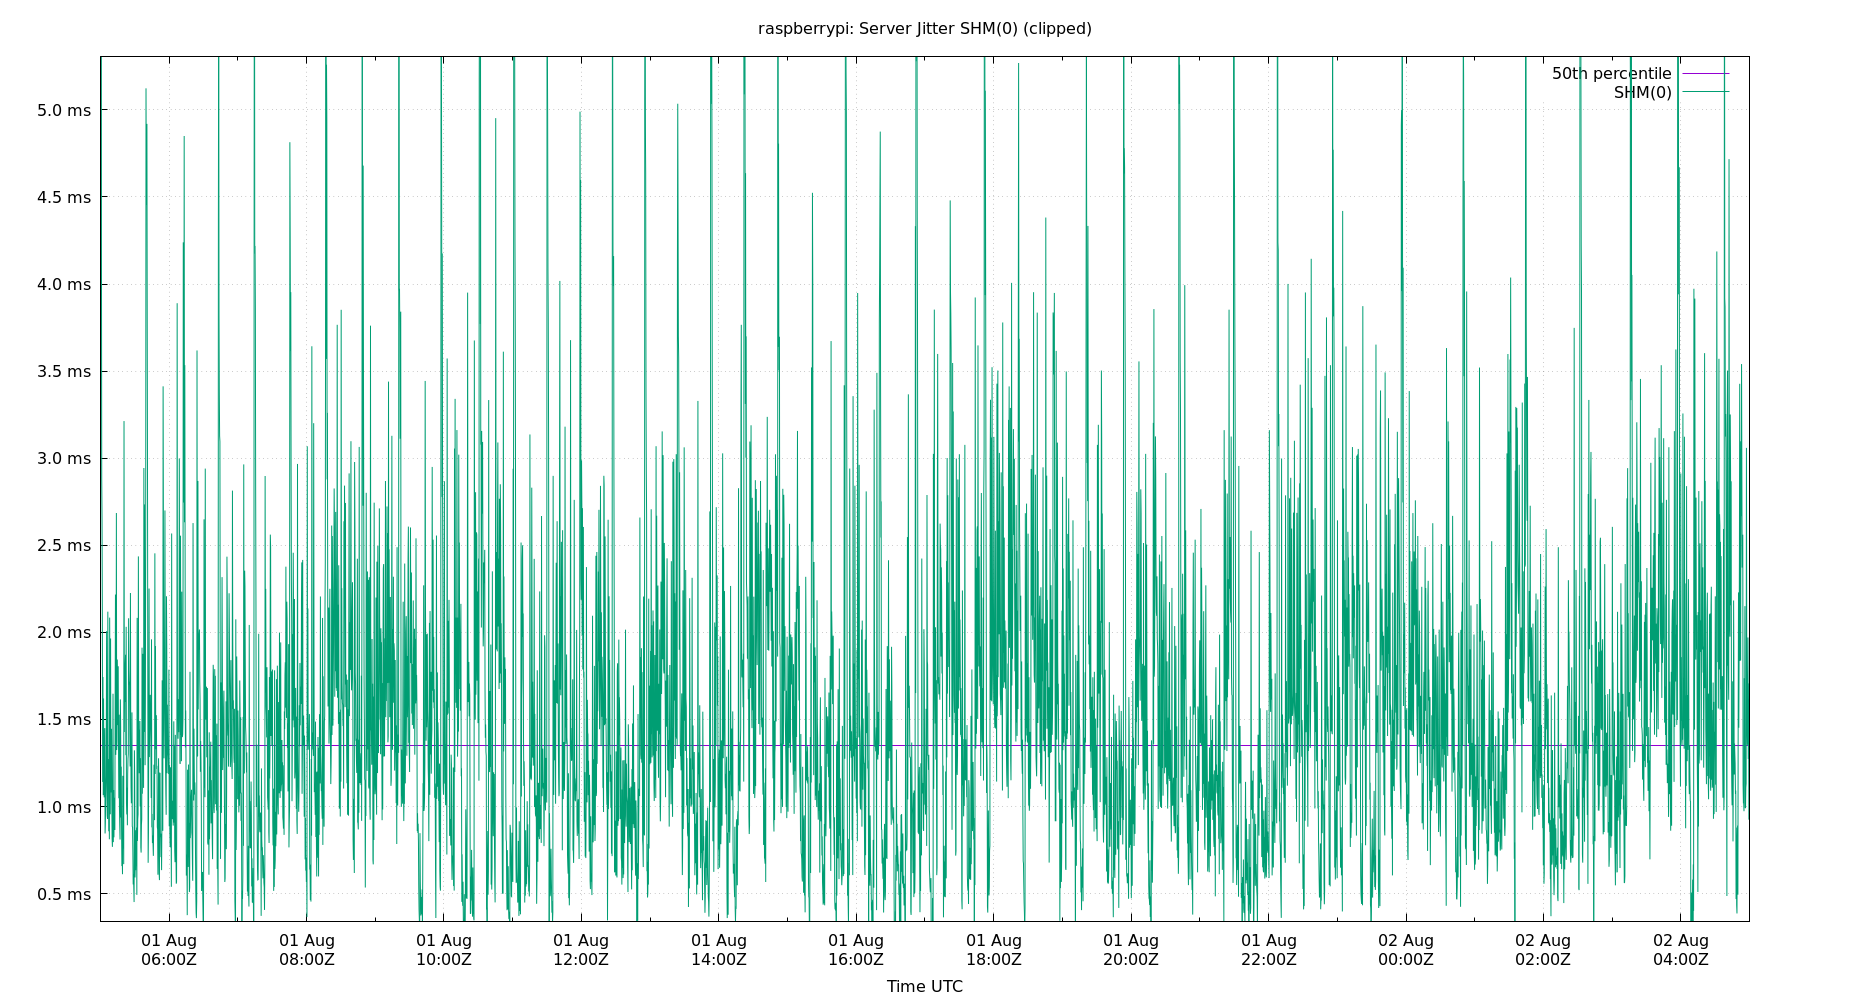 raspberrypi: Server Jitter SHM(0) (clipped)
50th percentile
SHM(0)
5.0 ms
4.5 ms
4.0 ms
3.5 ms
3.0 ms
2.5 ms
2.0 ms
1.5 ms
1.0 ms
0.5 ms
01 Aug 01 Aug 01 Aug 01 Aug 01 Aug 01 Aug 01 Aug 01 Aug 01 Aug 02 Aug 02 Aug 02 Aug
06:00Z 08:00Z 10:00Z 12:00Z 14:00Z 16:00Z 18:00Z 20:00Z 22:00Z 00:00Z 02:00Z 04:00Z
Time UTC